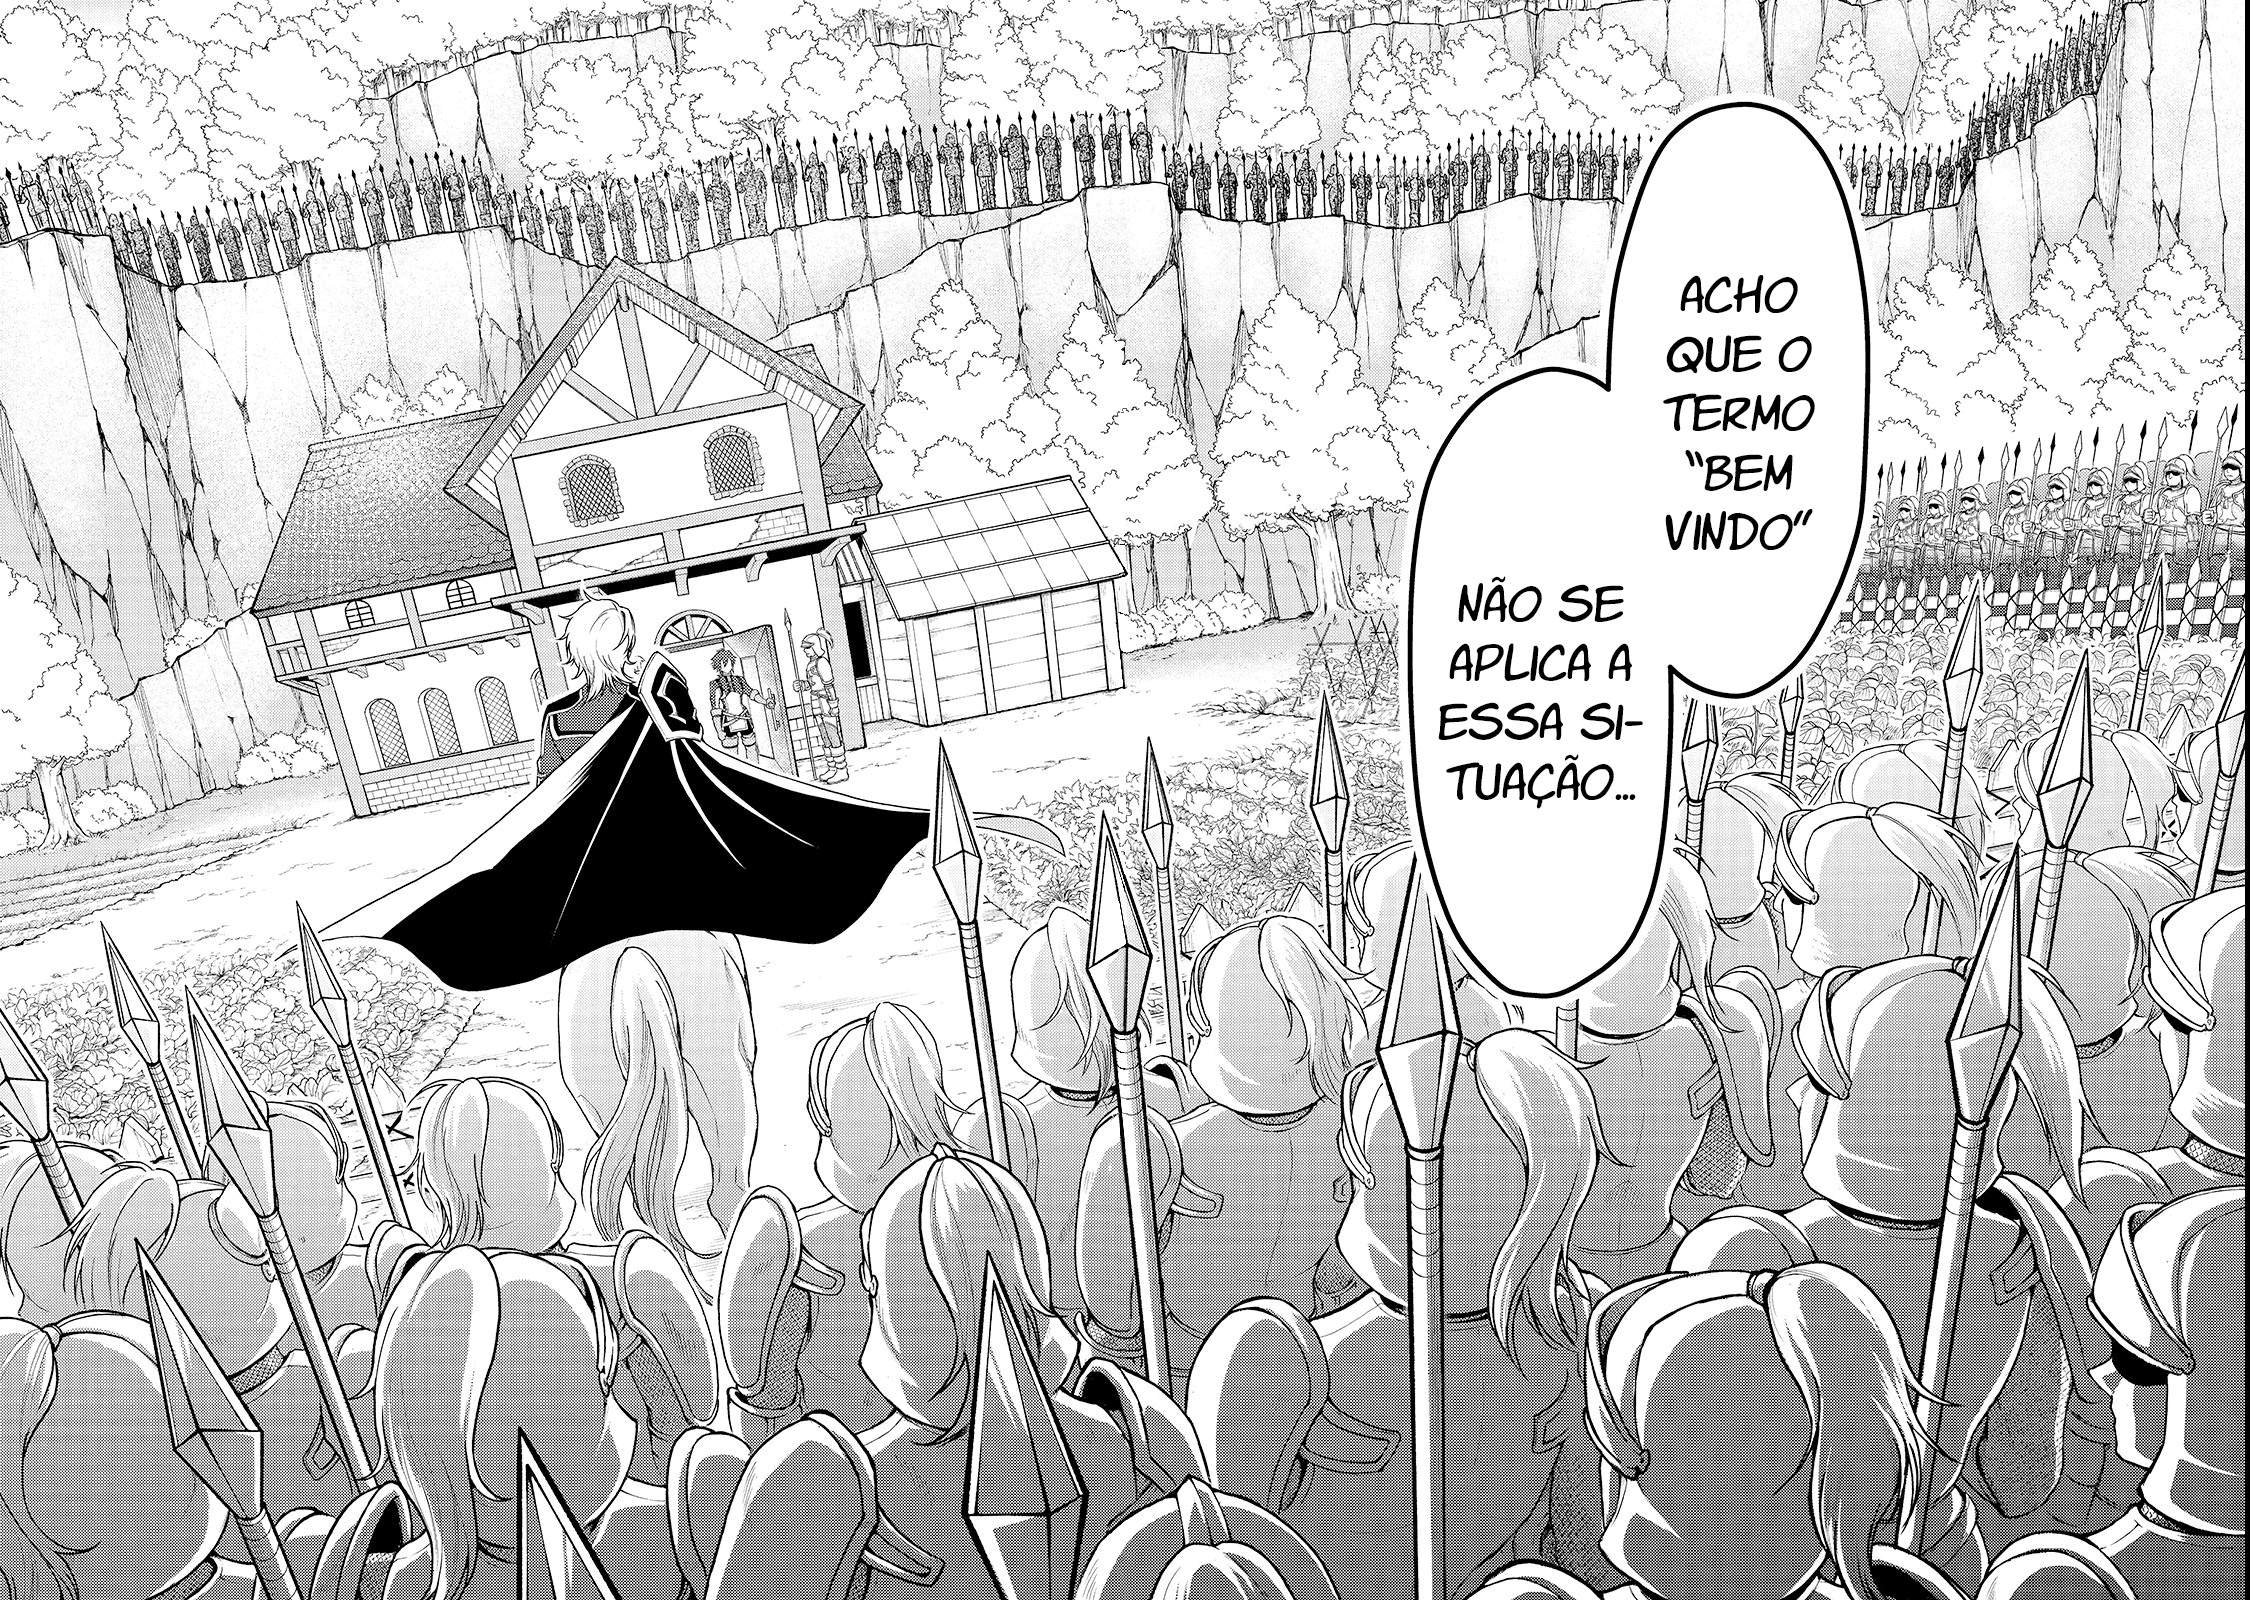 ACHO
QUE O
TERMO
"BEM
VINDO"
NÃO SE
APLICA A
ESSA SI-
TUAÇÃO...